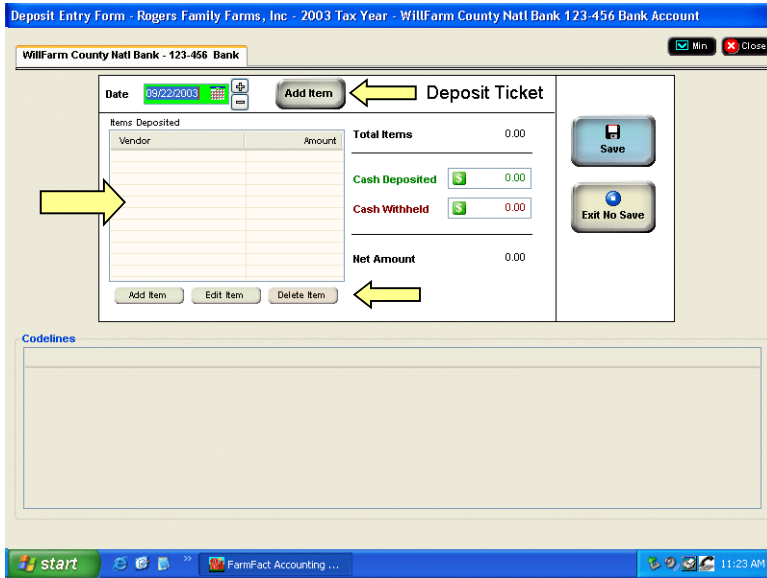 Deposit Entry Form - Rogers Family Farms, Inc - 2003 Tax Year - WillFarm County Natl Bank 123-456 Bank Account
Min
Close
WillFarm County Natl Bank - 123-456 Bank
Date 09/22/2003
Add Item
Deposit Ticket
Items Deposited
Vendor Amount
Total Items 0.00
Save
Cash Deposited $ 0.00
Cash Withheld $ 0.00
Exit No Save
Net Amount 0.00
Add Item Edit Item Delete Item
Codelines
start
»
FarmFact Accounting ...
11:23 AM